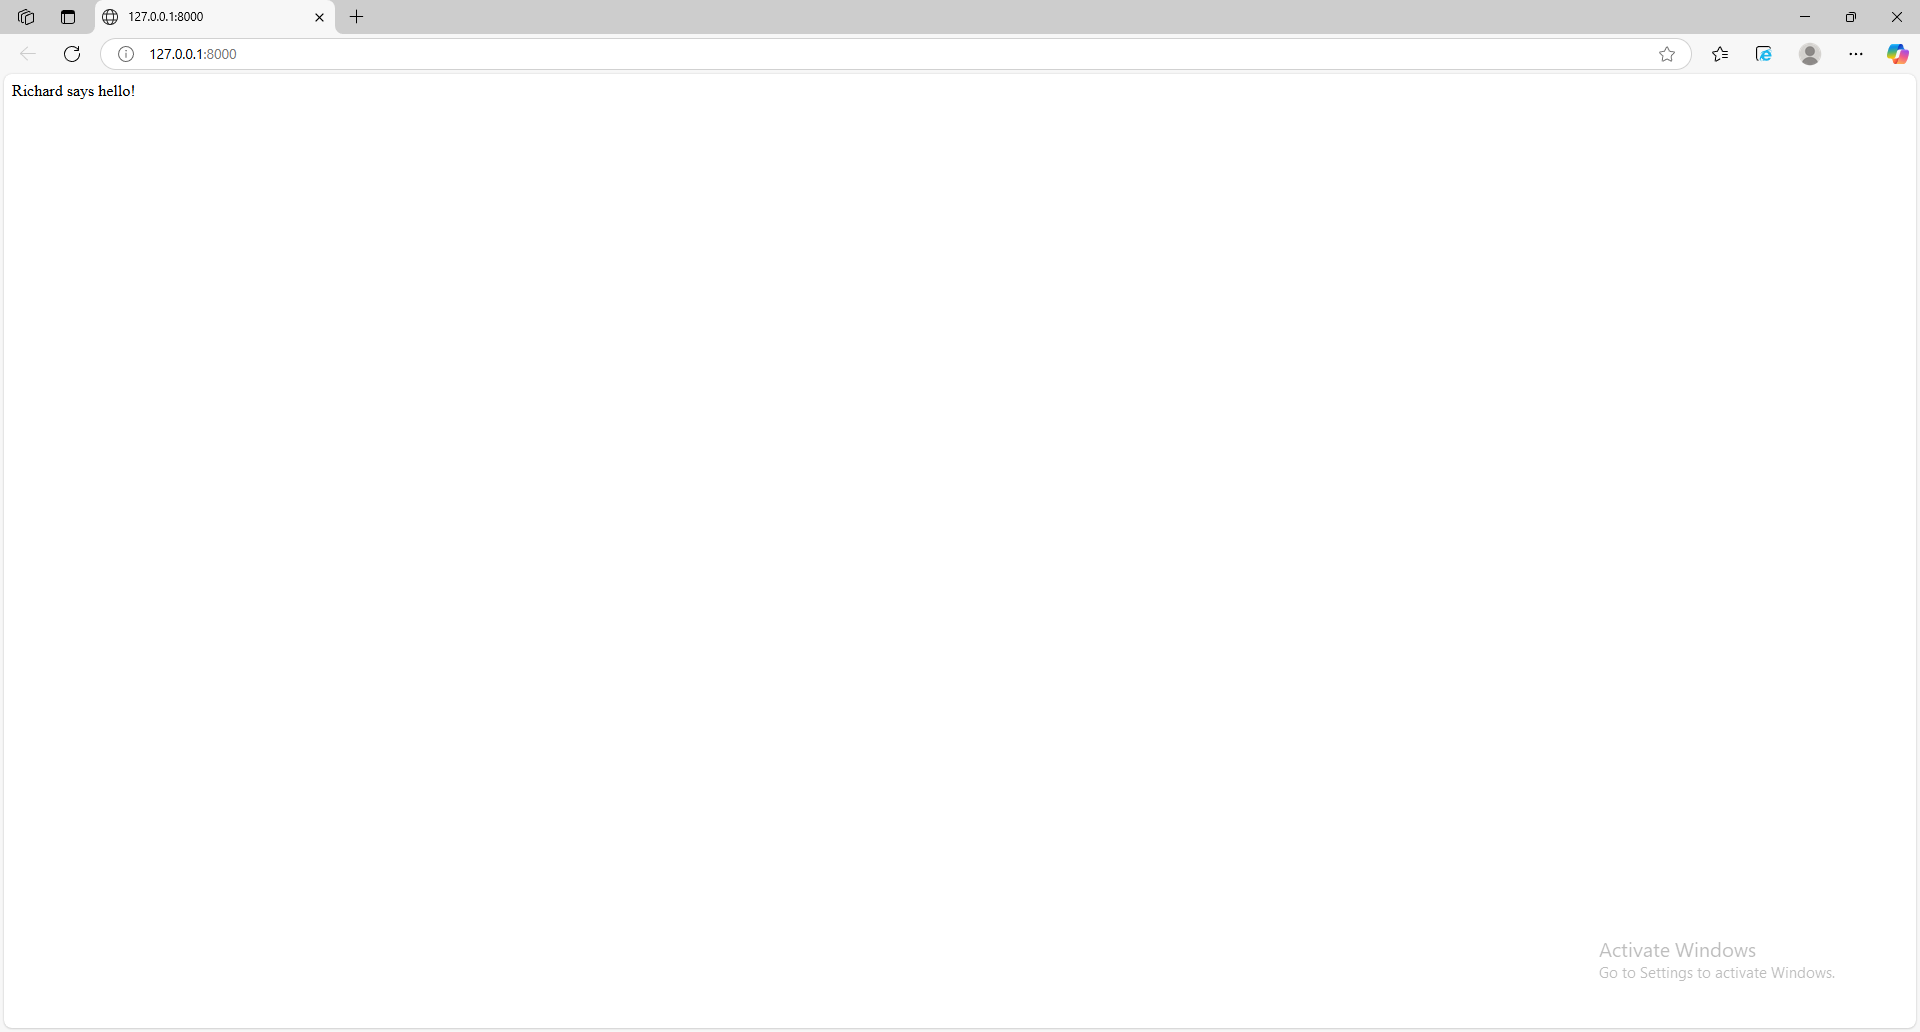 127.0.0.1:8000
127.0.0.1:8000
Richard says hello!
Activate Windows
Go to Settings to activate Windows.